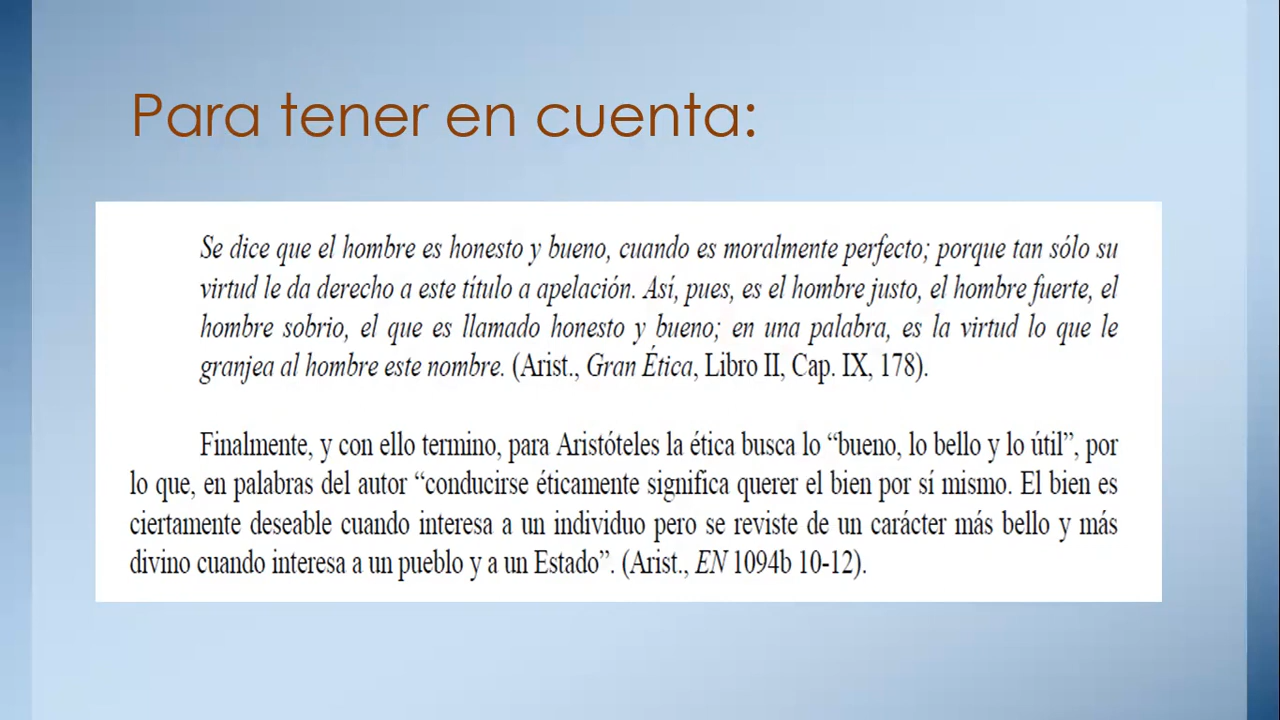 Para tener en cuenta:
Se dice que el hombre es honesto y bueno, cuando es moralmente perfecto; porque tan sólo su
virtud le da derecho a este título a apelación. Así, pues, es el hombre justo, el hombre fuerte, el
hombre sobrio, el que es llamado honesto y bueno; en una palabra, es la virtud lo que le
granjea al hombre este nombre. (Arist., Gran Ética, Libro II, Cap. IX, 178).
Finalmente, y con ello termino, para Aristóteles la ética busca lo “bueno, lo bello y lo útil”, por
lo que, en palabras del autor “conducirse éticamente significa querer el bien por sí mismo. El bien es
ciertamente deseable cuando interesa a un individuo pero se reviste de un carácter más bello y más
divino cuando interesa a un pueblo y a un Estado”. (Arist., EN 1094b 10-12).